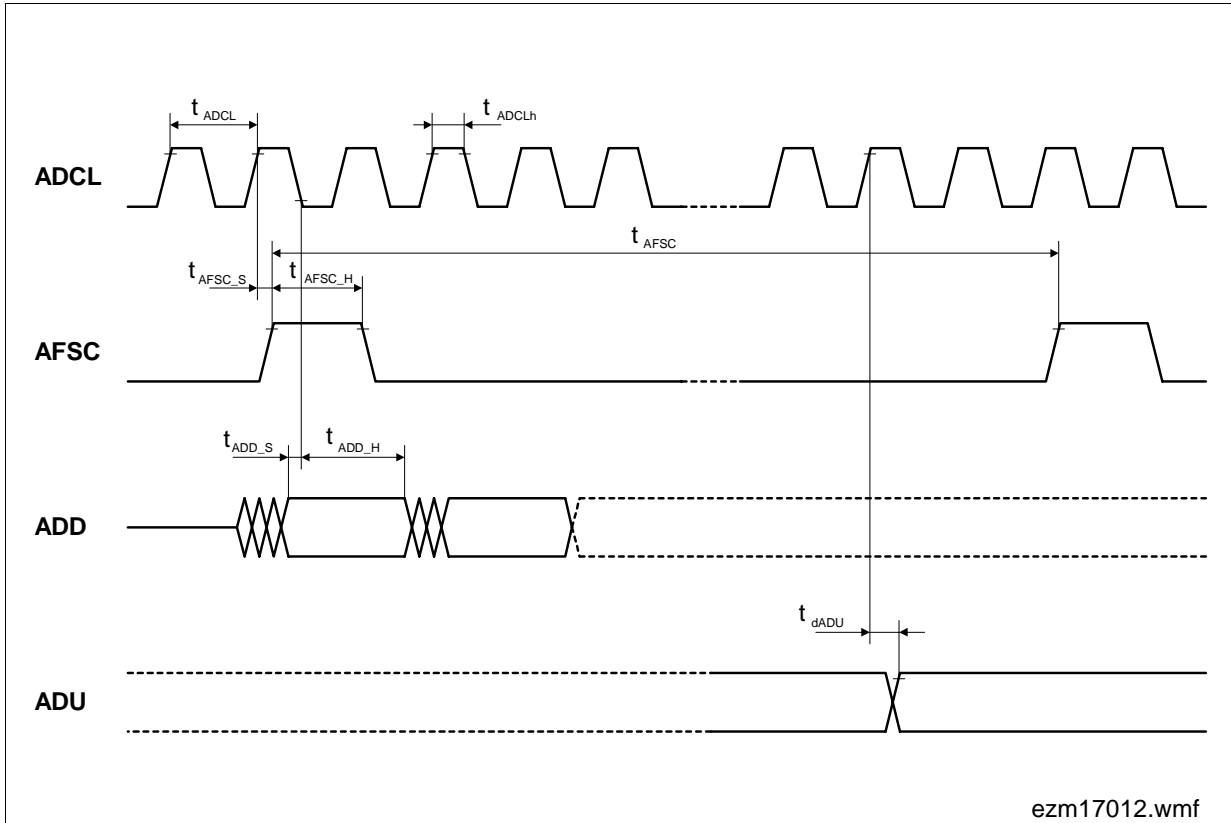 t ADCL
t ADCLh
ADCL
t AFSC
t AFSC_S
t AFSC_H
AFSC
t ADD_S
t ADD_H
ADD
t dADU
ADU
ezm17012.wmf